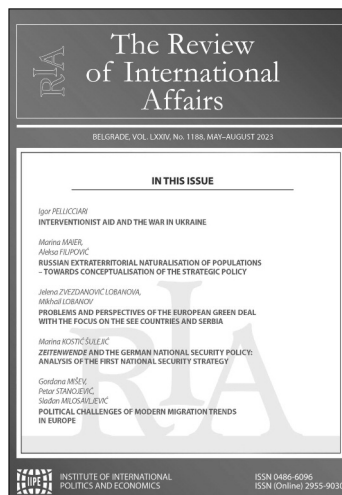 RIA
The Review
of International
Affairs
BELGRADE, VOL. LXXIV, No. 1188, MAY–AUGUST 2023
IN THIS ISSUE
Igor PELLICCIARI
INTERVENTIONIST AID AND THE WAR IN UKRAINE
Marina MAIER,
Aleksa FILIPOVIĆ
RUSSIAN EXTRATERRITORIAL NATURALISATION OF POPULATIONS
– TOWARDS CONCEPTUALISATION OF THE STRATEGIC POLICY
Jelena ZVEZDANOVIĆ LOBANOVA,
Mikhail LOBANOV
PROBLEMS AND PERSPECTIVES OF THE EUROPEAN GREEN DEAL
WITH THE FOCUS ON THE SEE COUNTRIES AND SERBIA
Marina KOSTIĆ ŠULEJIĆ
ZEITENWENDE AND THE GERMAN NATIONAL SECURITY POLICY:
ANALYSIS OF THE FIRST NATIONAL SECURITY STRATEGY
Gordana MIŠEV,
Petar STANOJEVIĆ,
Slađan MILOSAVLJEVIĆ
POLITICAL CHALLENGES OF MODERN MIGRATION TRENDS
IN EUROPE
RIA
IIPE
INSTITUTE OF INTERNATIONAL
POLITICS AND ECONOMICS
ISSN 0486-6096
ISSN (Online) 2955-9030